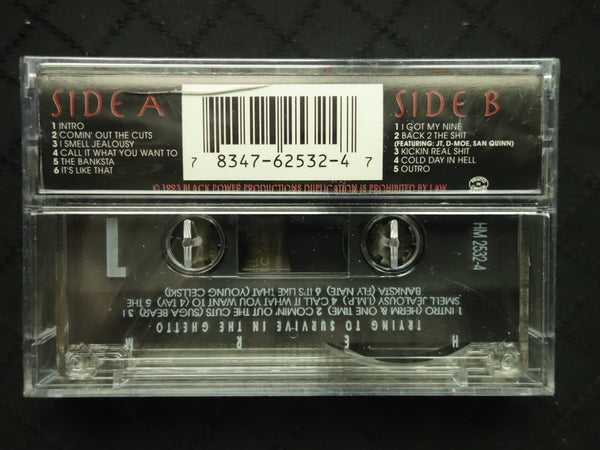 SIDE A
1 INTRO
2 COMIN' OUT THE CUTS
3 I SMELL JEALOUSY
4 CALL IT WHAT YOU WANT TO
5 THE BANKSTA
6 IT'S LIKE THAT
7 8347-62532-4 7
SIDE B
1 I GOT MY NINE
2 BACK 2 THE SHIT
(FEATURING: JT, D-MOE, SAN QUINN)
3 KICKIN REAL SHIT
4 COLD DAY IN HELL
5 OUTRO
© 1993 BLACK POWER PRODUCTIONS DUPLICATION IS PROHIBITED BY LAW.
HM 2532-4
1
H E R M
TRYING TO SURVIVE IN THE GHETTO
1 INTRO (HERM & ONE TIME) 2 COMIN' OUT THE CUTS (SUGA BEAR) 3 I
SMELL JEALOUSY (I.M.P.) 4 CALL IT WHAT YOU WANT TO (4 TAY) 5 THE
BANKSTA (FLY NATE) 6 IT'S LIKE THAT (YOUNG CELLSKI)